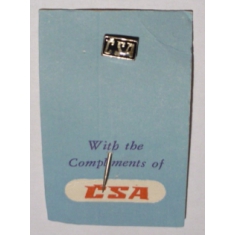 With the
Compliments of
CSA